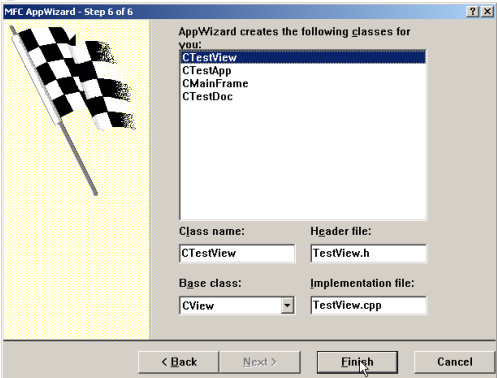 MFC AppWizard - Step 6 of 6
AppWizard creates the following classes for
you:
CTestView
CTestApp
CMainFrame
CTestDoc
Class name:
Header file:
CTestView
TestView.h
Base class:
Implementation file:
CView
TestView.cpp
< Back
Next >
Finish
Cancel